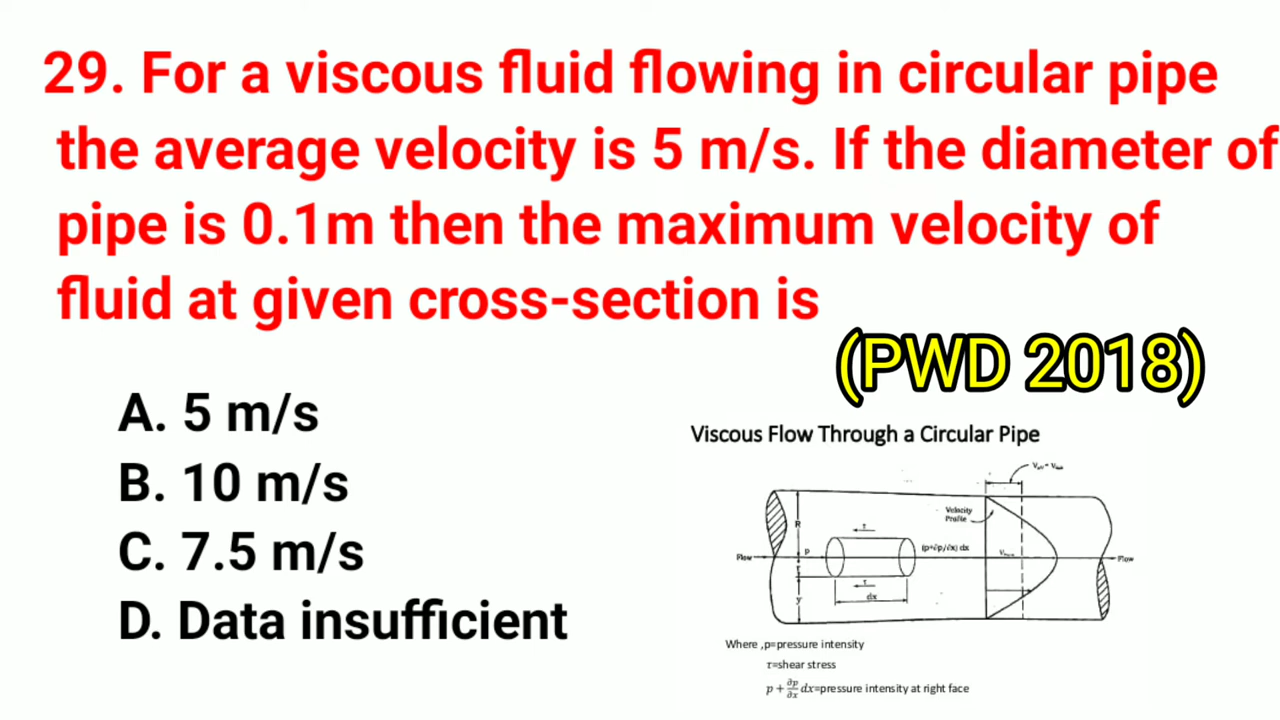 29. For a viscous fluid flowing in circular pipe
the average velocity is 5 m/s. If the diameter of
pipe is 0.1m then the maximum velocity of
fluid at given cross-section is
(PWD 2018)
A. 5 m/s
B. 10 m/s
C. 7.5 m/s
D. Data insufficient
Viscous Flow Through a Circular Pipe
Velocity
Profile
R
τ
Flow
p
(p+∂p/∂x) dx
Flow
r
τ
y
dx
Where ,p=pressure intensity
τ=shear stress
p + ∂p/∂x dx=pressure intensity at right face